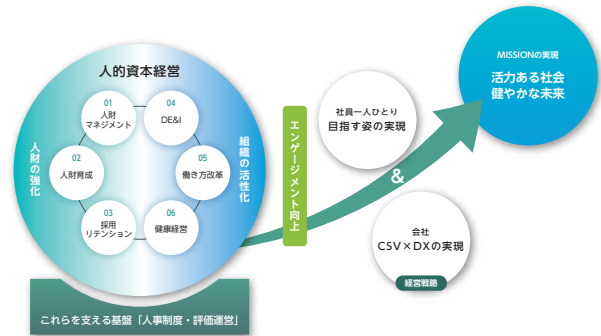 人的資本経営
人財の強化
組織の活性化
01
人財
マネジメント
02
人財育成
03
採用
リテンション
04
DE&I
05
働き方改革
06
健康経営
これらを支える基盤「人事制度・評価運営」
エンゲージメント向上
社員一人ひとり
目指す姿の実現
&
会社
CSV×DXの実現
経営戦略
MISSIONの実現
活力ある社会
健やかな未来